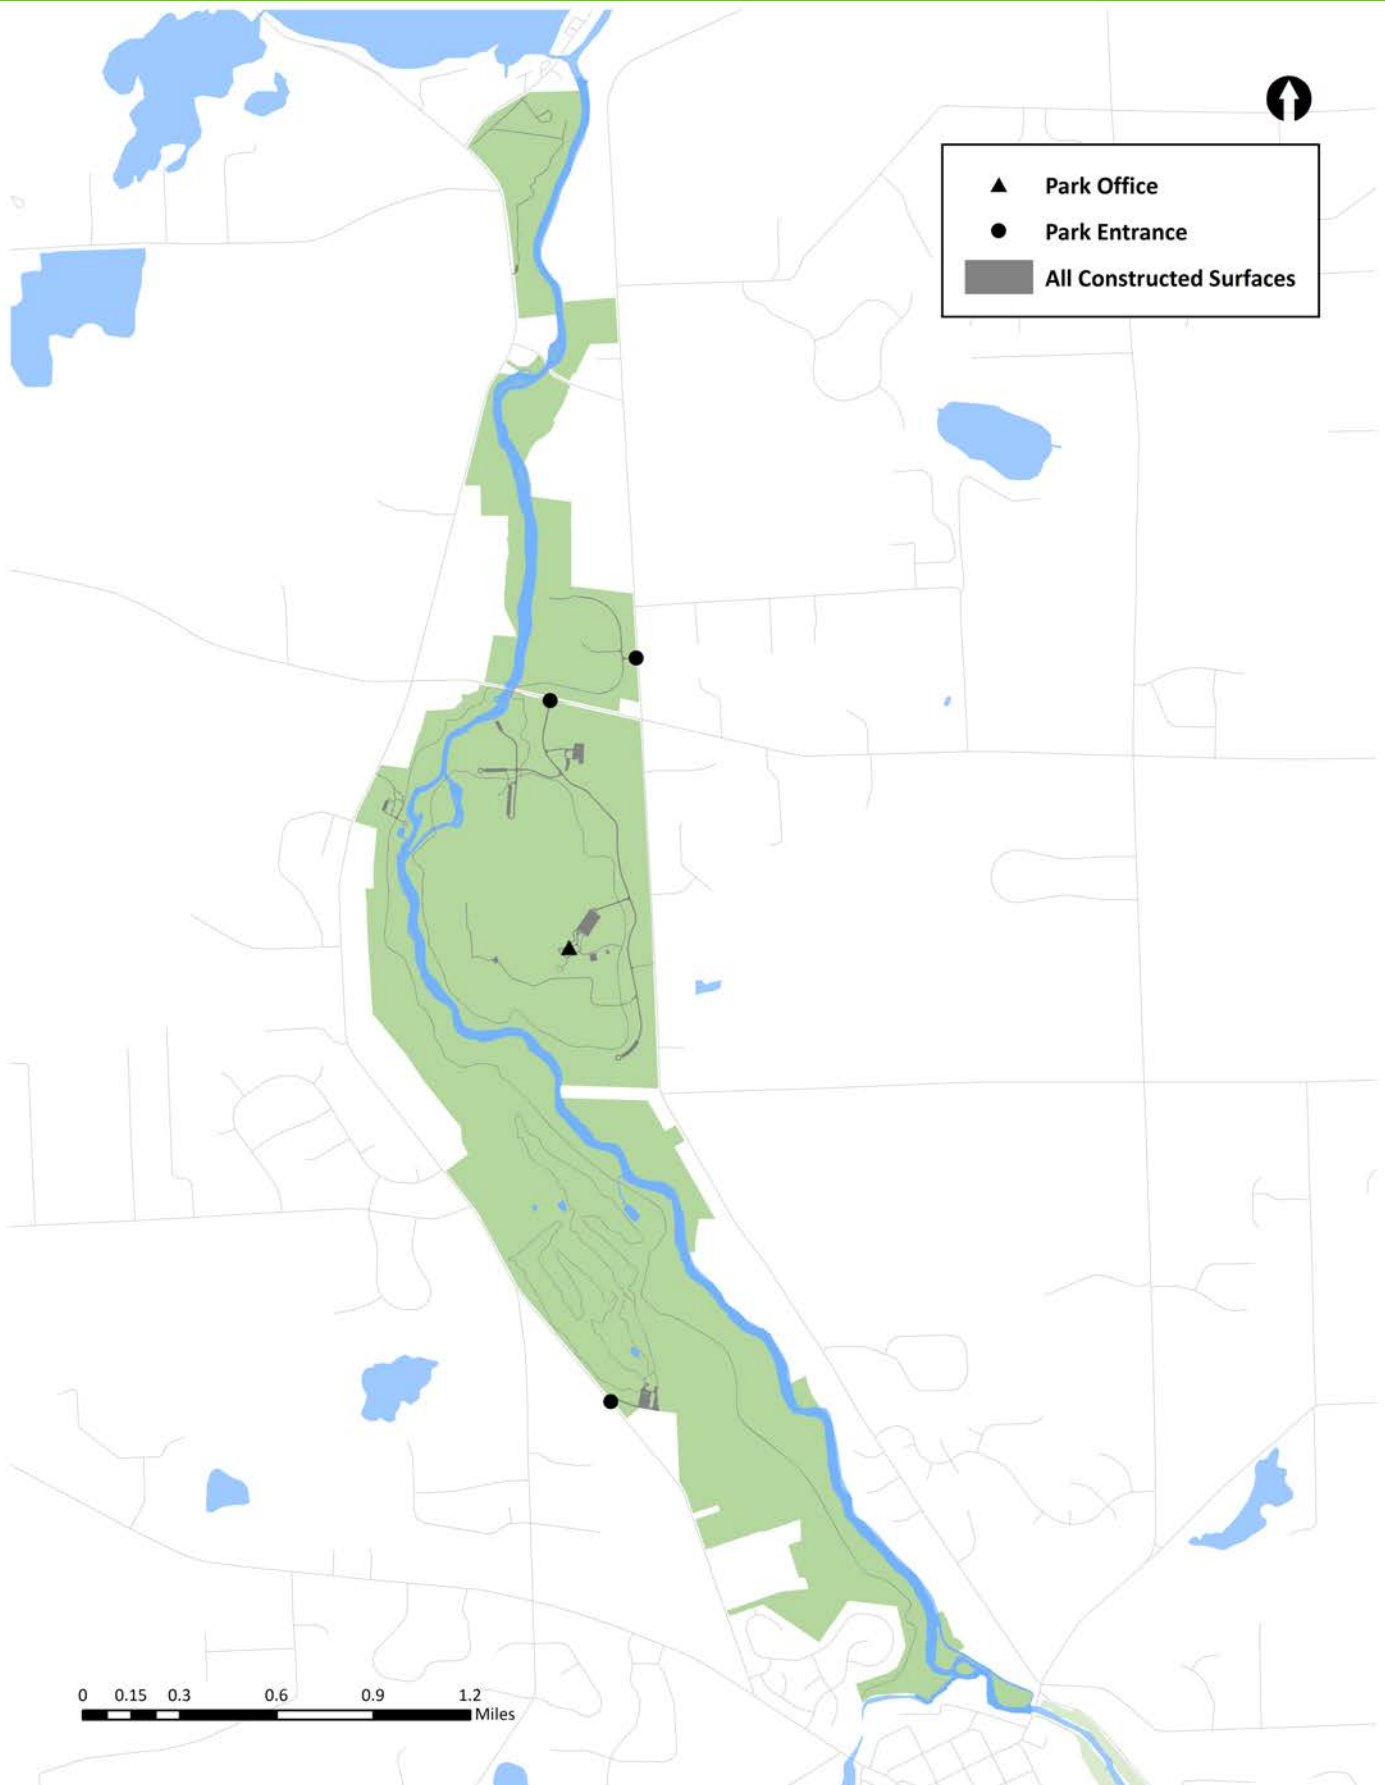 Park Office
Park Entrance
All Constructed Surfaces
0 0.15 0.3 0.6 0.9 1.2
Miles